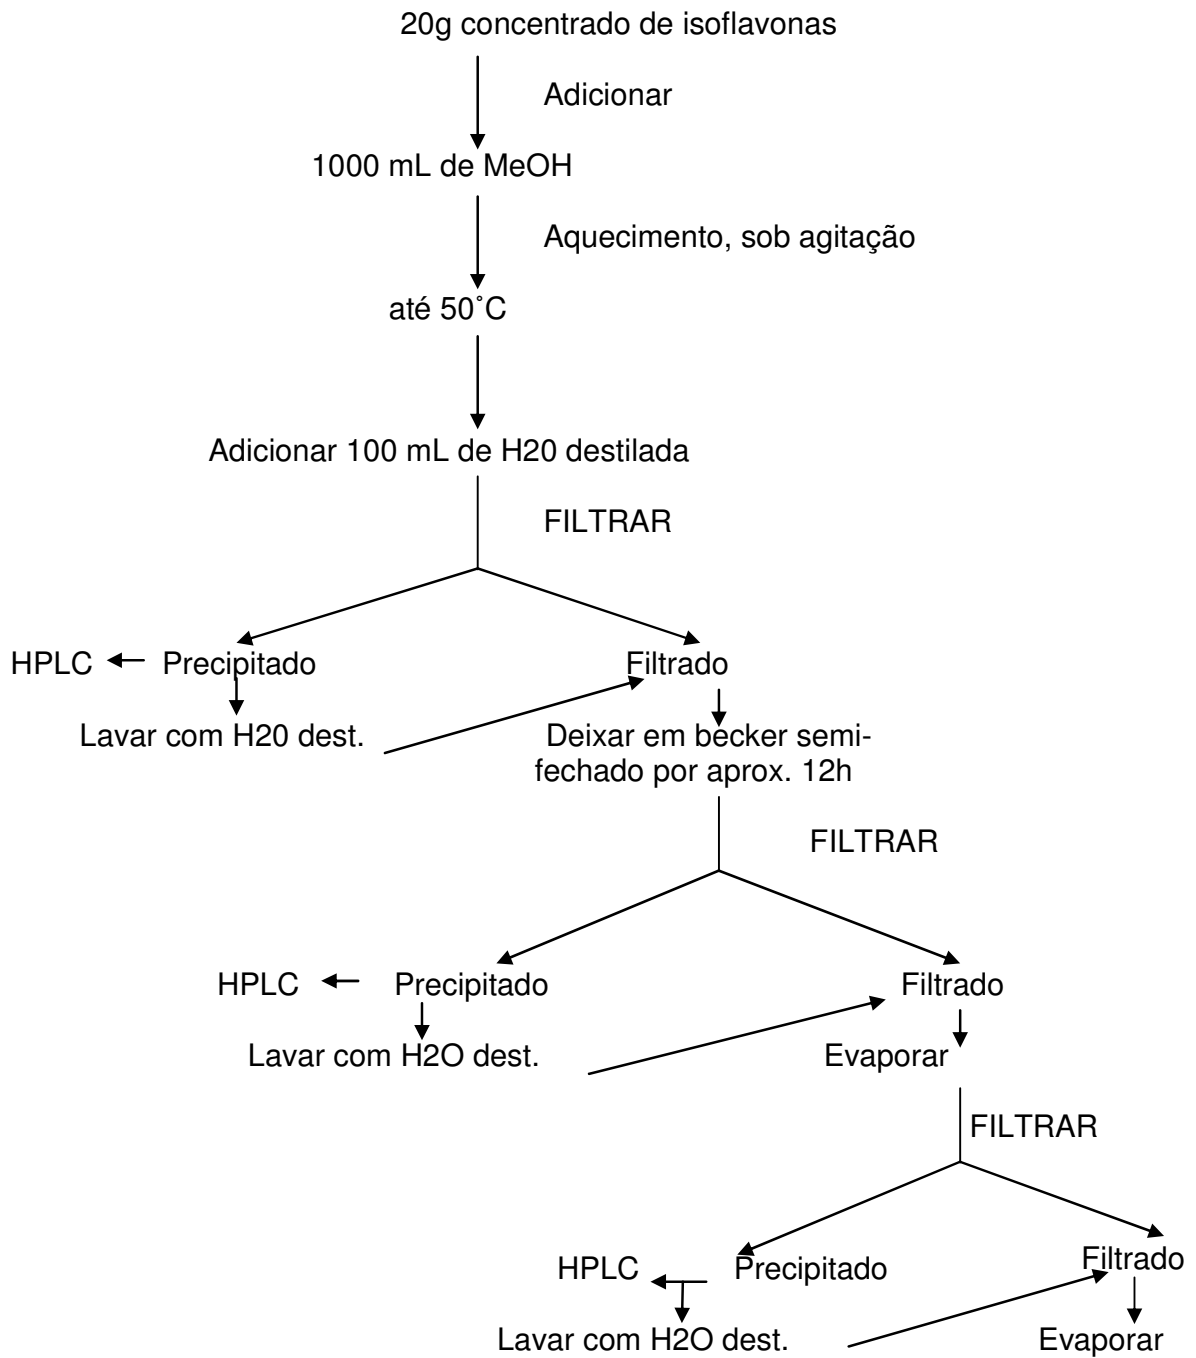 20g concentrado de isoflavonas
Adicionar
1000 mL de MeOH
Aquecimento, sob agitação
até 50˚C
Adicionar 100 mL de H20 destilada
FILTRAR
HPLC
Precipitado
Filtrado
Lavar com H20 dest.
Deixar em becker semi-
fechado por aprox. 12h
FILTRAR
HPLC
Precipitado
Filtrado
Lavar com H2O dest.
Evaporar
FILTRAR
HPLC
Precipitado
Filtrado
Lavar com H2O dest.
Evaporar